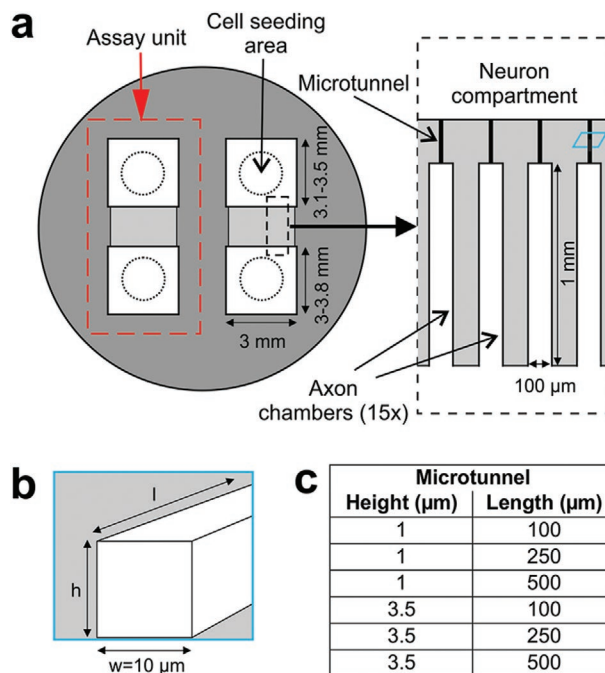 a
Assay unit
Cell seeding
area
3.1-3.5 mm
3-3.8 mm
3 mm
Microtunnel
Neuron
compartment
1 mm
100 µm
Axon
chambers (15x)
b
l
h
w=10 µm
c
Microtunnel
Height (µm) Length (µm)
1 100
1 250
1 500
3.5 100
3.5 250
3.5 500